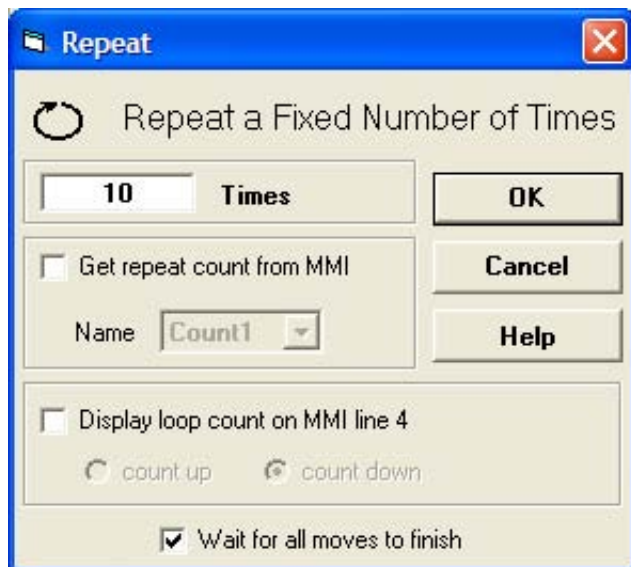 Repeat
Repeat a Fixed Number of Times
10 Times
OK
Get repeat count from MMI
Cancel
Name Count1
Help
Display loop count on MMI line 4
count up count down
Wait for all moves to finish